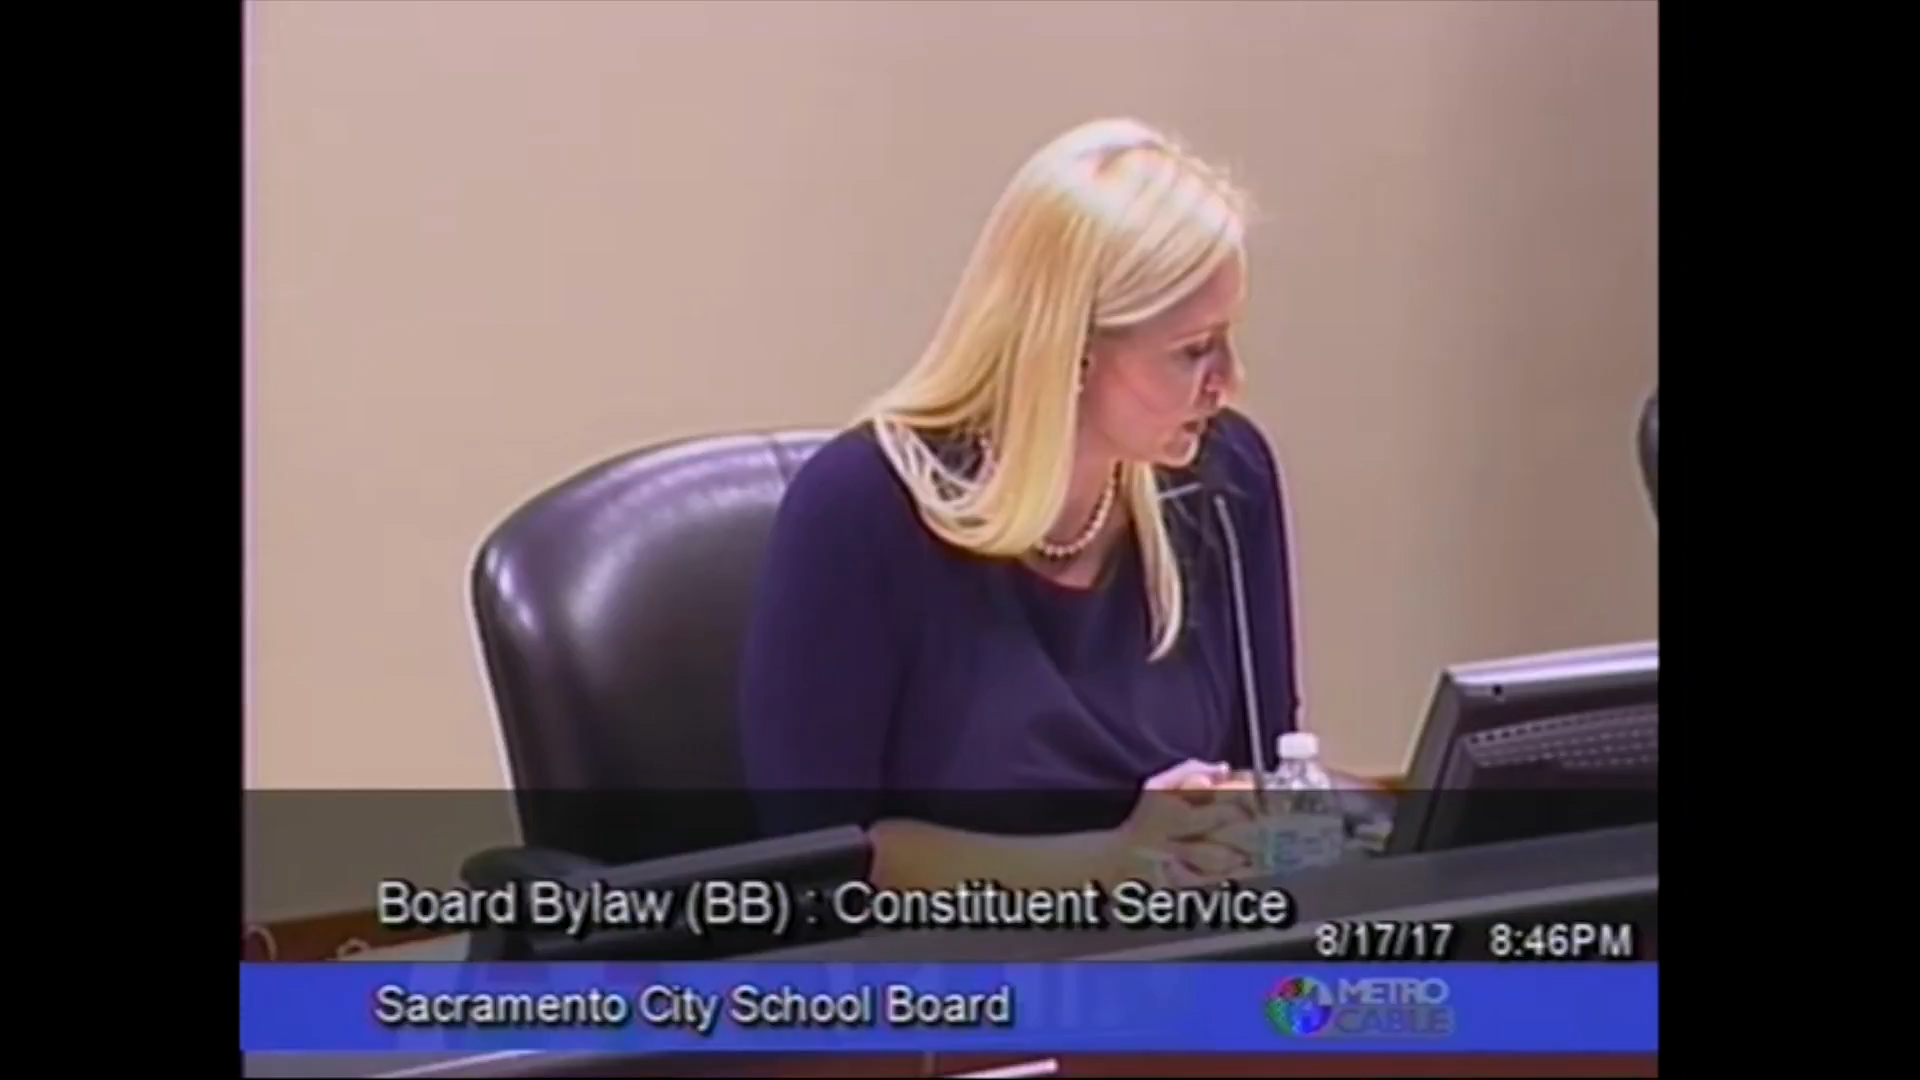 Board Bylaw (BB) : Constituent Service
8/17/17 8:46PM
Sacramento City School Board
METRO
CABLE